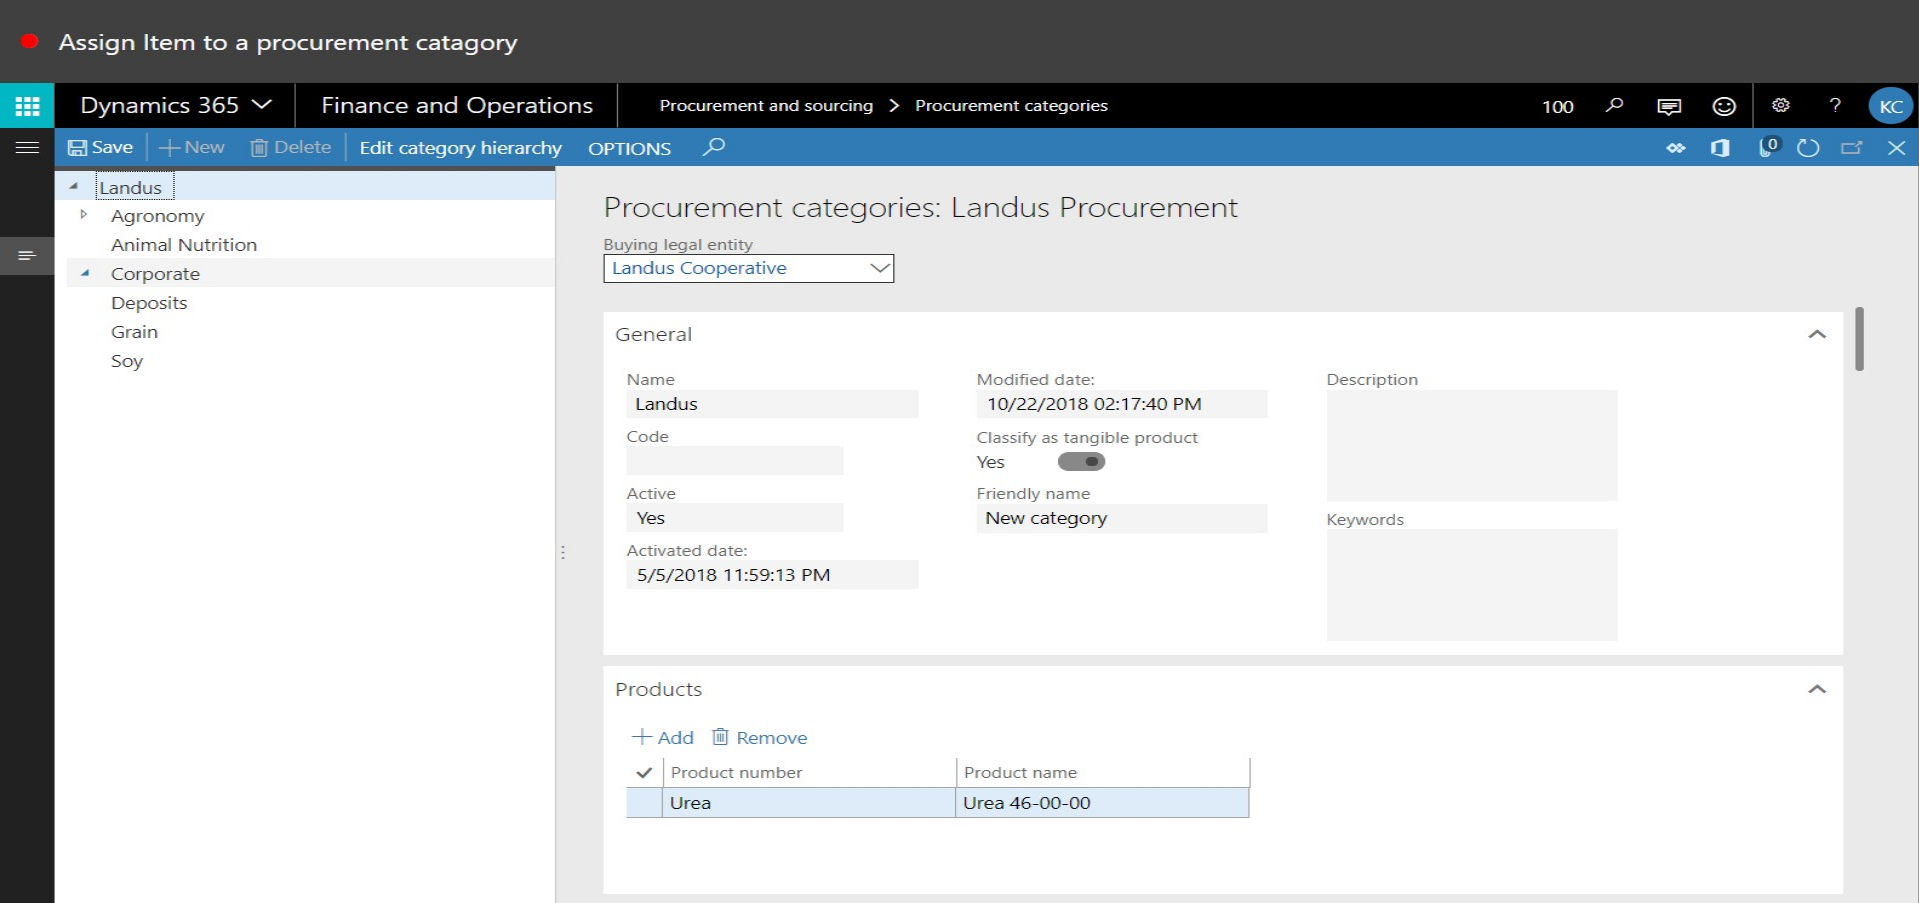 Assign Item to a procurement catagory
Dynamics 365 Finance and Operations Procurement and sourcing > Procurement categories 100 ? KC
Save New Delete Edit category hierarchy OPTIONS 0
Landus
Agronomy
Animal Nutrition
Corporate
Deposits
Grain
Soy
Procurement categories: Landus Procurement
Buying legal entity
Landus Cooperative
General
Name
Landus
Code
Active
Yes
Activated date:
5/5/2018 11:59:13 PM
Modified date:
10/22/2018 02:17:40 PM
Classify as tangible product
Yes
Friendly name
New category
Description
Keywords
Products
Add Remove
Product number Product name
Urea Urea 46-00-00